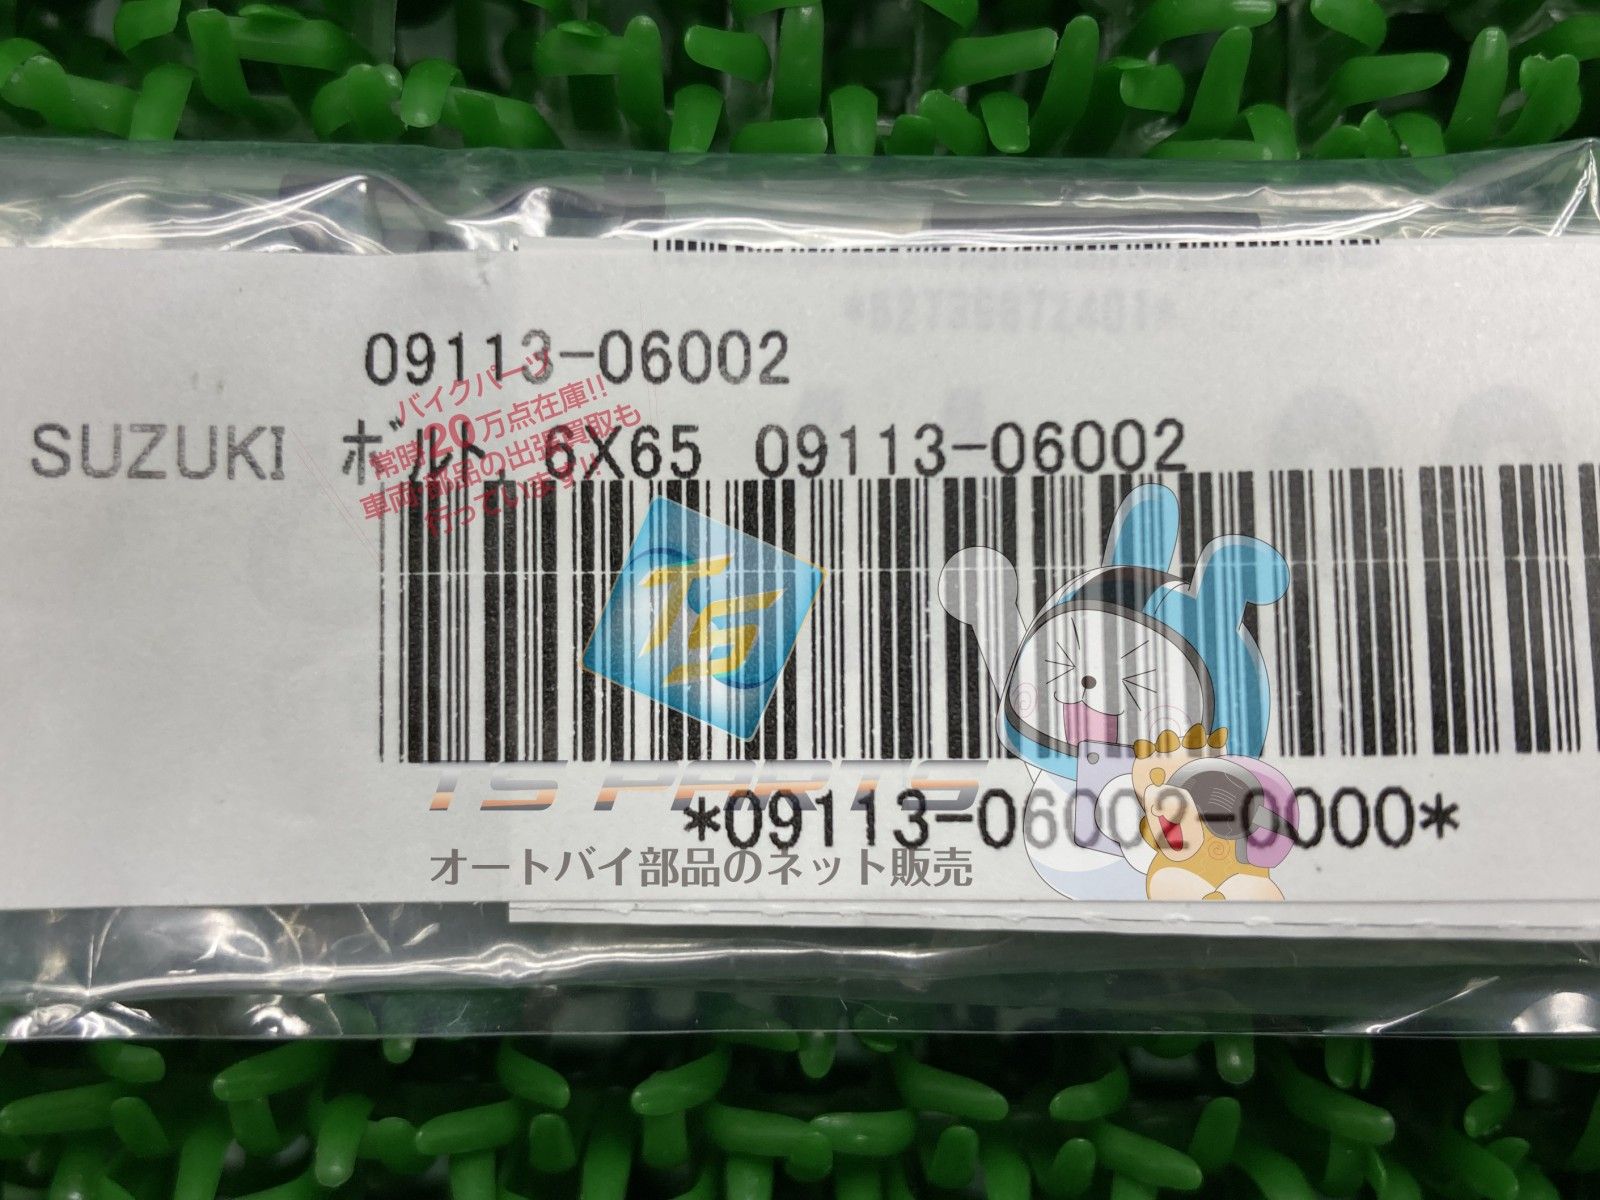 *827396872401*
09113-06002
SUZUKI ボルト, 6X65 09113-06002
バイクパーツ
常時20万点在庫!!
車両・部品の出張買取も
行っています!!
TS
TS PARTS
*09113-06002-0000*
オートバイ部品のネット販売